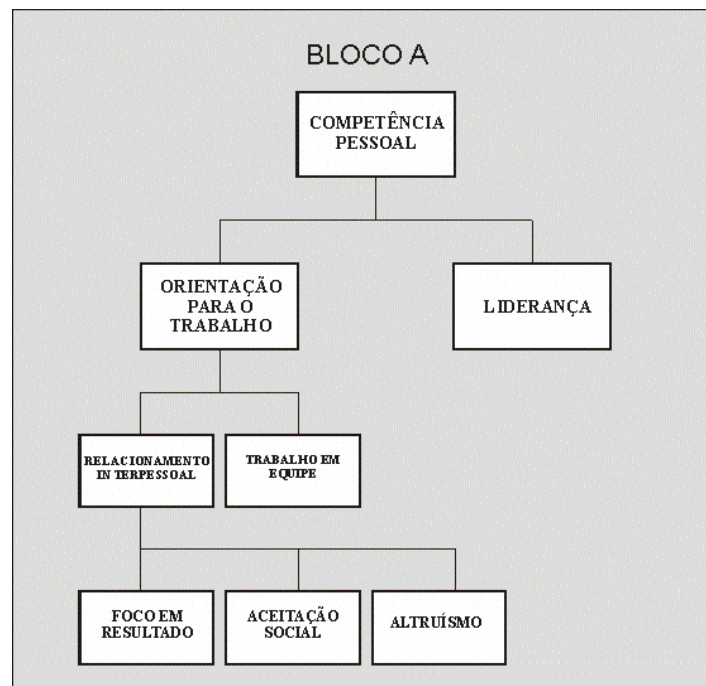 BLOCO A
COMPETÊNCIA
PESSOAL
ORIENTAÇÃO
PARA O
TRABALHO
LIDERANÇA
RELACIONAMENTO
INTERPESSOAL
TRABALHO EM
EQUIPE
FOCO EM
RESULTADO
ACEITAÇÃO
SOCIAL
ALTRUÍSMO